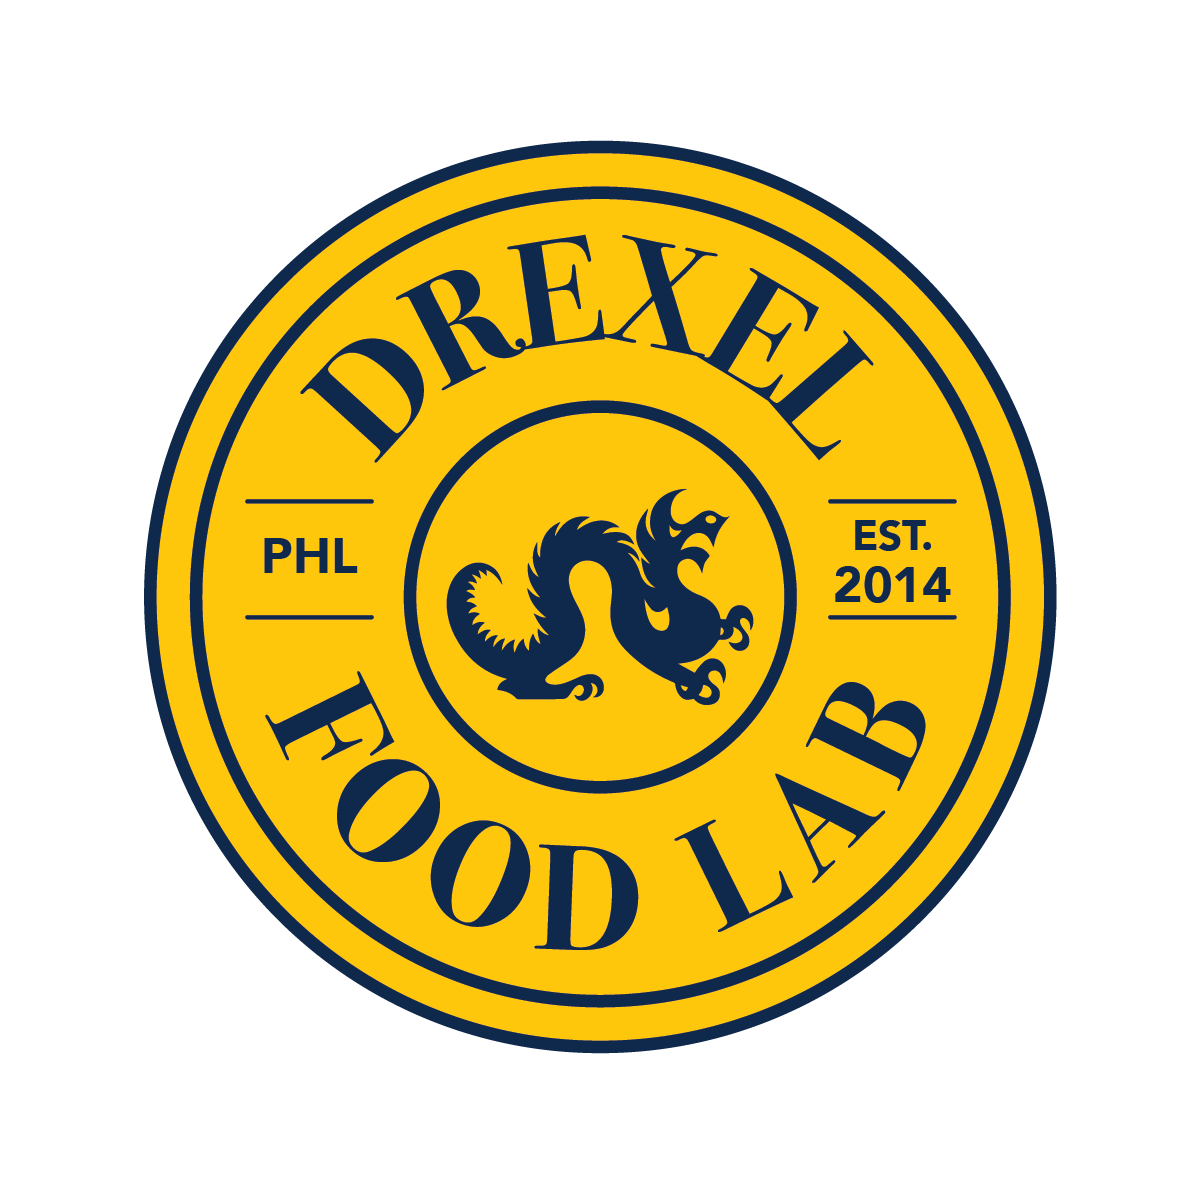 DREXEL
PHL
EST.
2014
FOOD LAB